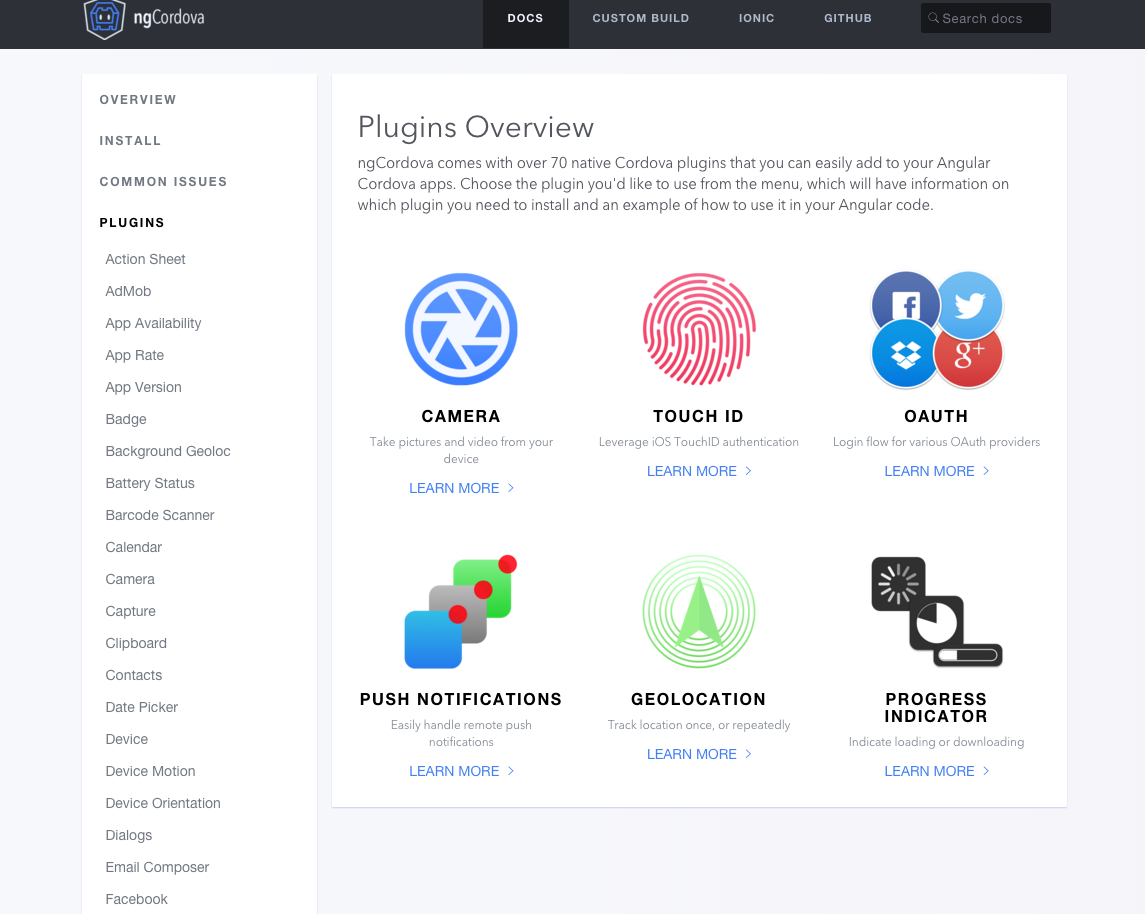 ngCordova
DOCS
CUSTOM BUILD
IONIC
GITHUB
Search docs
OVERVIEW
INSTALL
COMMON ISSUES
PLUGINS
Action Sheet
AdMob
App Availability
App Rate
App Version
Badge
Background Geoloc
Battery Status
Barcode Scanner
Calendar
Camera
Capture
Clipboard
Contacts
Date Picker
Device
Device Motion
Device Orientation
Dialogs
Email Composer
Facebook
Plugins Overview
ngCordova comes with over 70 native Cordova plugins that you can easily add to your Angular
Cordova apps. Choose the plugin you'd like to use from the menu, which will have information on
which plugin you need to install and an example of how to use it in your Angular code.
CAMERA
Take pictures and video from your
device
LEARN MORE
TOUCH ID
Leverage iOS TouchID authentication
LEARN MORE
f
g+
OAUTH
Login flow for various OAuth providers
LEARN MORE
PUSH NOTIFICATIONS
Easily handle remote push
notifications
LEARN MORE
GEOLOCATION
Track location once, or repeatedly
LEARN MORE
PROGRESS
INDICATOR
Indicate loading or downloading
LEARN MORE